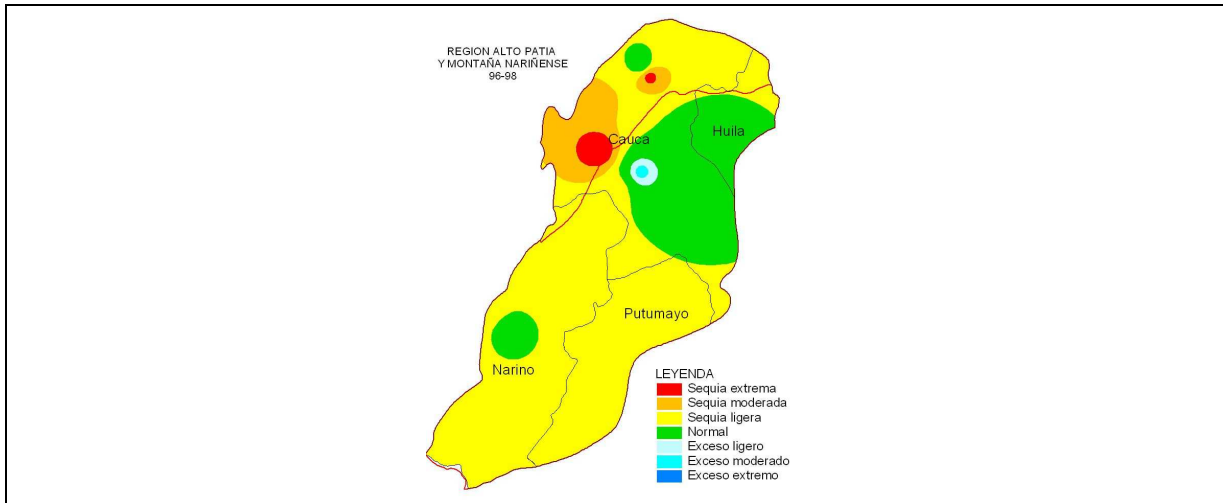 REGION ALTO PATIA
Y MONTAÑA NARIÑENSE
96-98
Cauca
Huila
Putumayo
Narino
LEYENDA
Sequia extrema
Sequia moderada
Sequia ligera
Normal
Exceso ligero
Exceso moderado
Exceso extremo